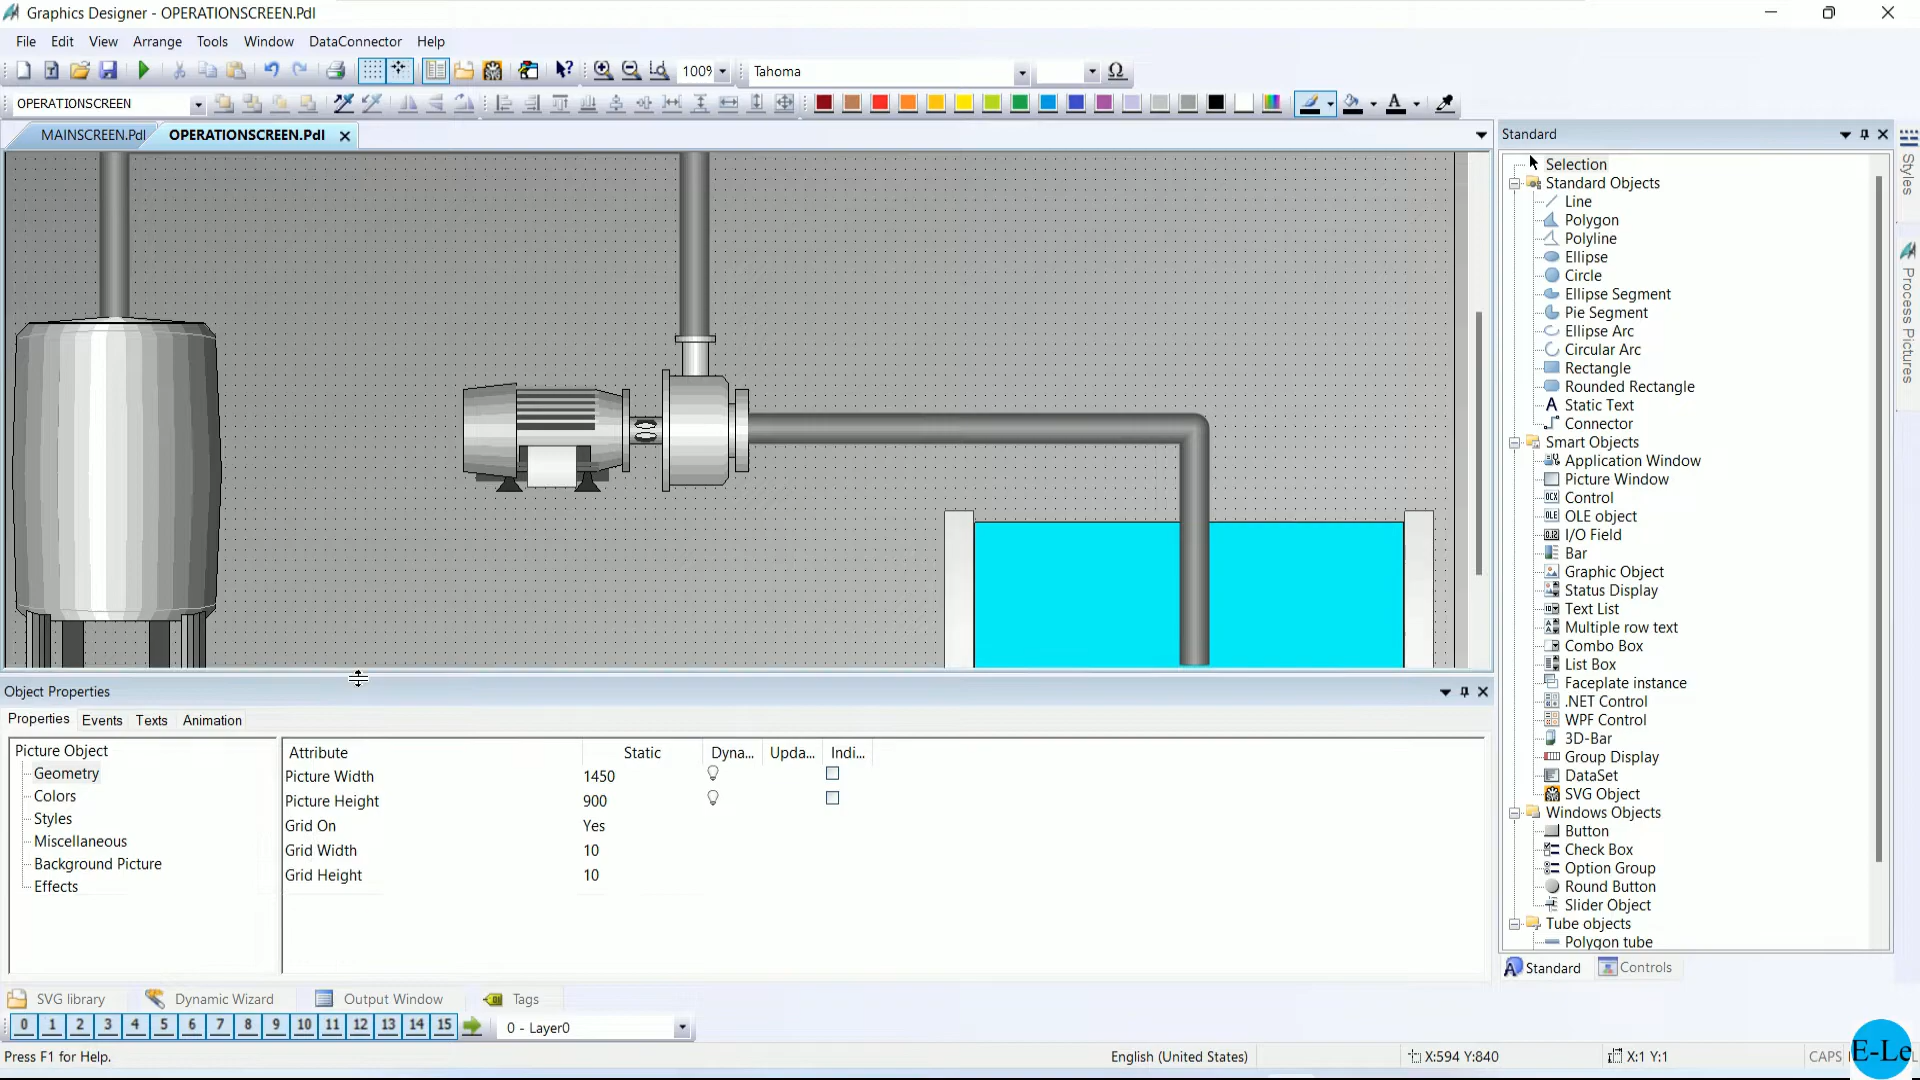 Graphics Designer - OPERATIONSCREEN.Pdl
File Edit View Arrange Tools Window DataConnector Help
100% Tahoma
OPERATIONSCREEN
MAINSCREEN.Pdl OPERATIONSCREEN.Pdl
Standard
Selection
Standard Objects
Line
Polygon
Polyline
Ellipse
Circle
Ellipse Segment
Pie Segment
Ellipse Arc
Circular Arc
Rectangle
Rounded Rectangle
Static Text
Connector
Smart Objects
Application Window
Picture Window
Control
OLE object
I/O Field
Bar
Graphic Object
Status Display
Text List
Multiple row text
Combo Box
List Box
Faceplate instance
.NET Control
WPF Control
3D-Bar
Group Display
DataSet
SVG Object
Windows Objects
Button
Check Box
Option Group
Round Button
Slider Object
Tube objects
Polygon tube
Standard Controls
Styles
Process Pictures
Object Properties
Properties Events Texts Animation
Picture Object
Geometry
Colors
Styles
Miscellaneous
Background Picture
Effects
Attribute Static Dyna... Upda... Indi...
Picture Width 1450
Picture Height 900
Grid On Yes
Grid Width 10
Grid Height 10
SVG library Dynamic Wizard Output Window Tags
0 1 2 3 4 5 6 7 8 9 10 11 12 13 14 15 0 - Layer0
Press F1 for Help. English (United States) X:594 Y:840 X:1 Y:1 CAPS
E-Le